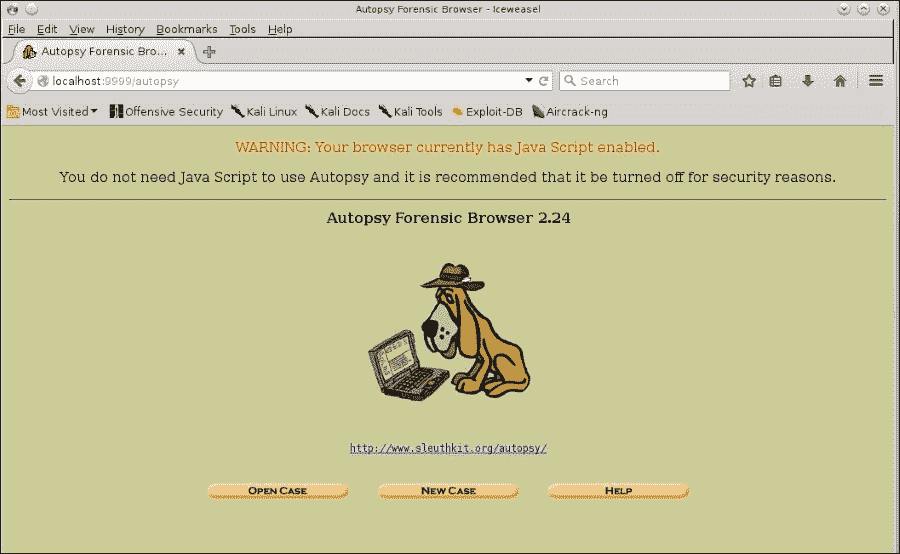 Autopsy Forensic Browser - Iceweasel
File Edit View History Bookmarks Tools Help
Autopsy Forensic Bro...
localhost:9999/autopsy
Search
Most Visited Offensive Security Kali Linux Kali Docs Kali Tools Exploit-DB Aircrack-ng
WARNING: Your browser currently has Java Script enabled.
You do not need Java Script to use Autopsy and it is recommended that it be turned off for security reasons.
Autopsy Forensic Browser 2.24
http://www.sleuthkit.org/autopsy/
OPEN CASE NEW CASE HELP